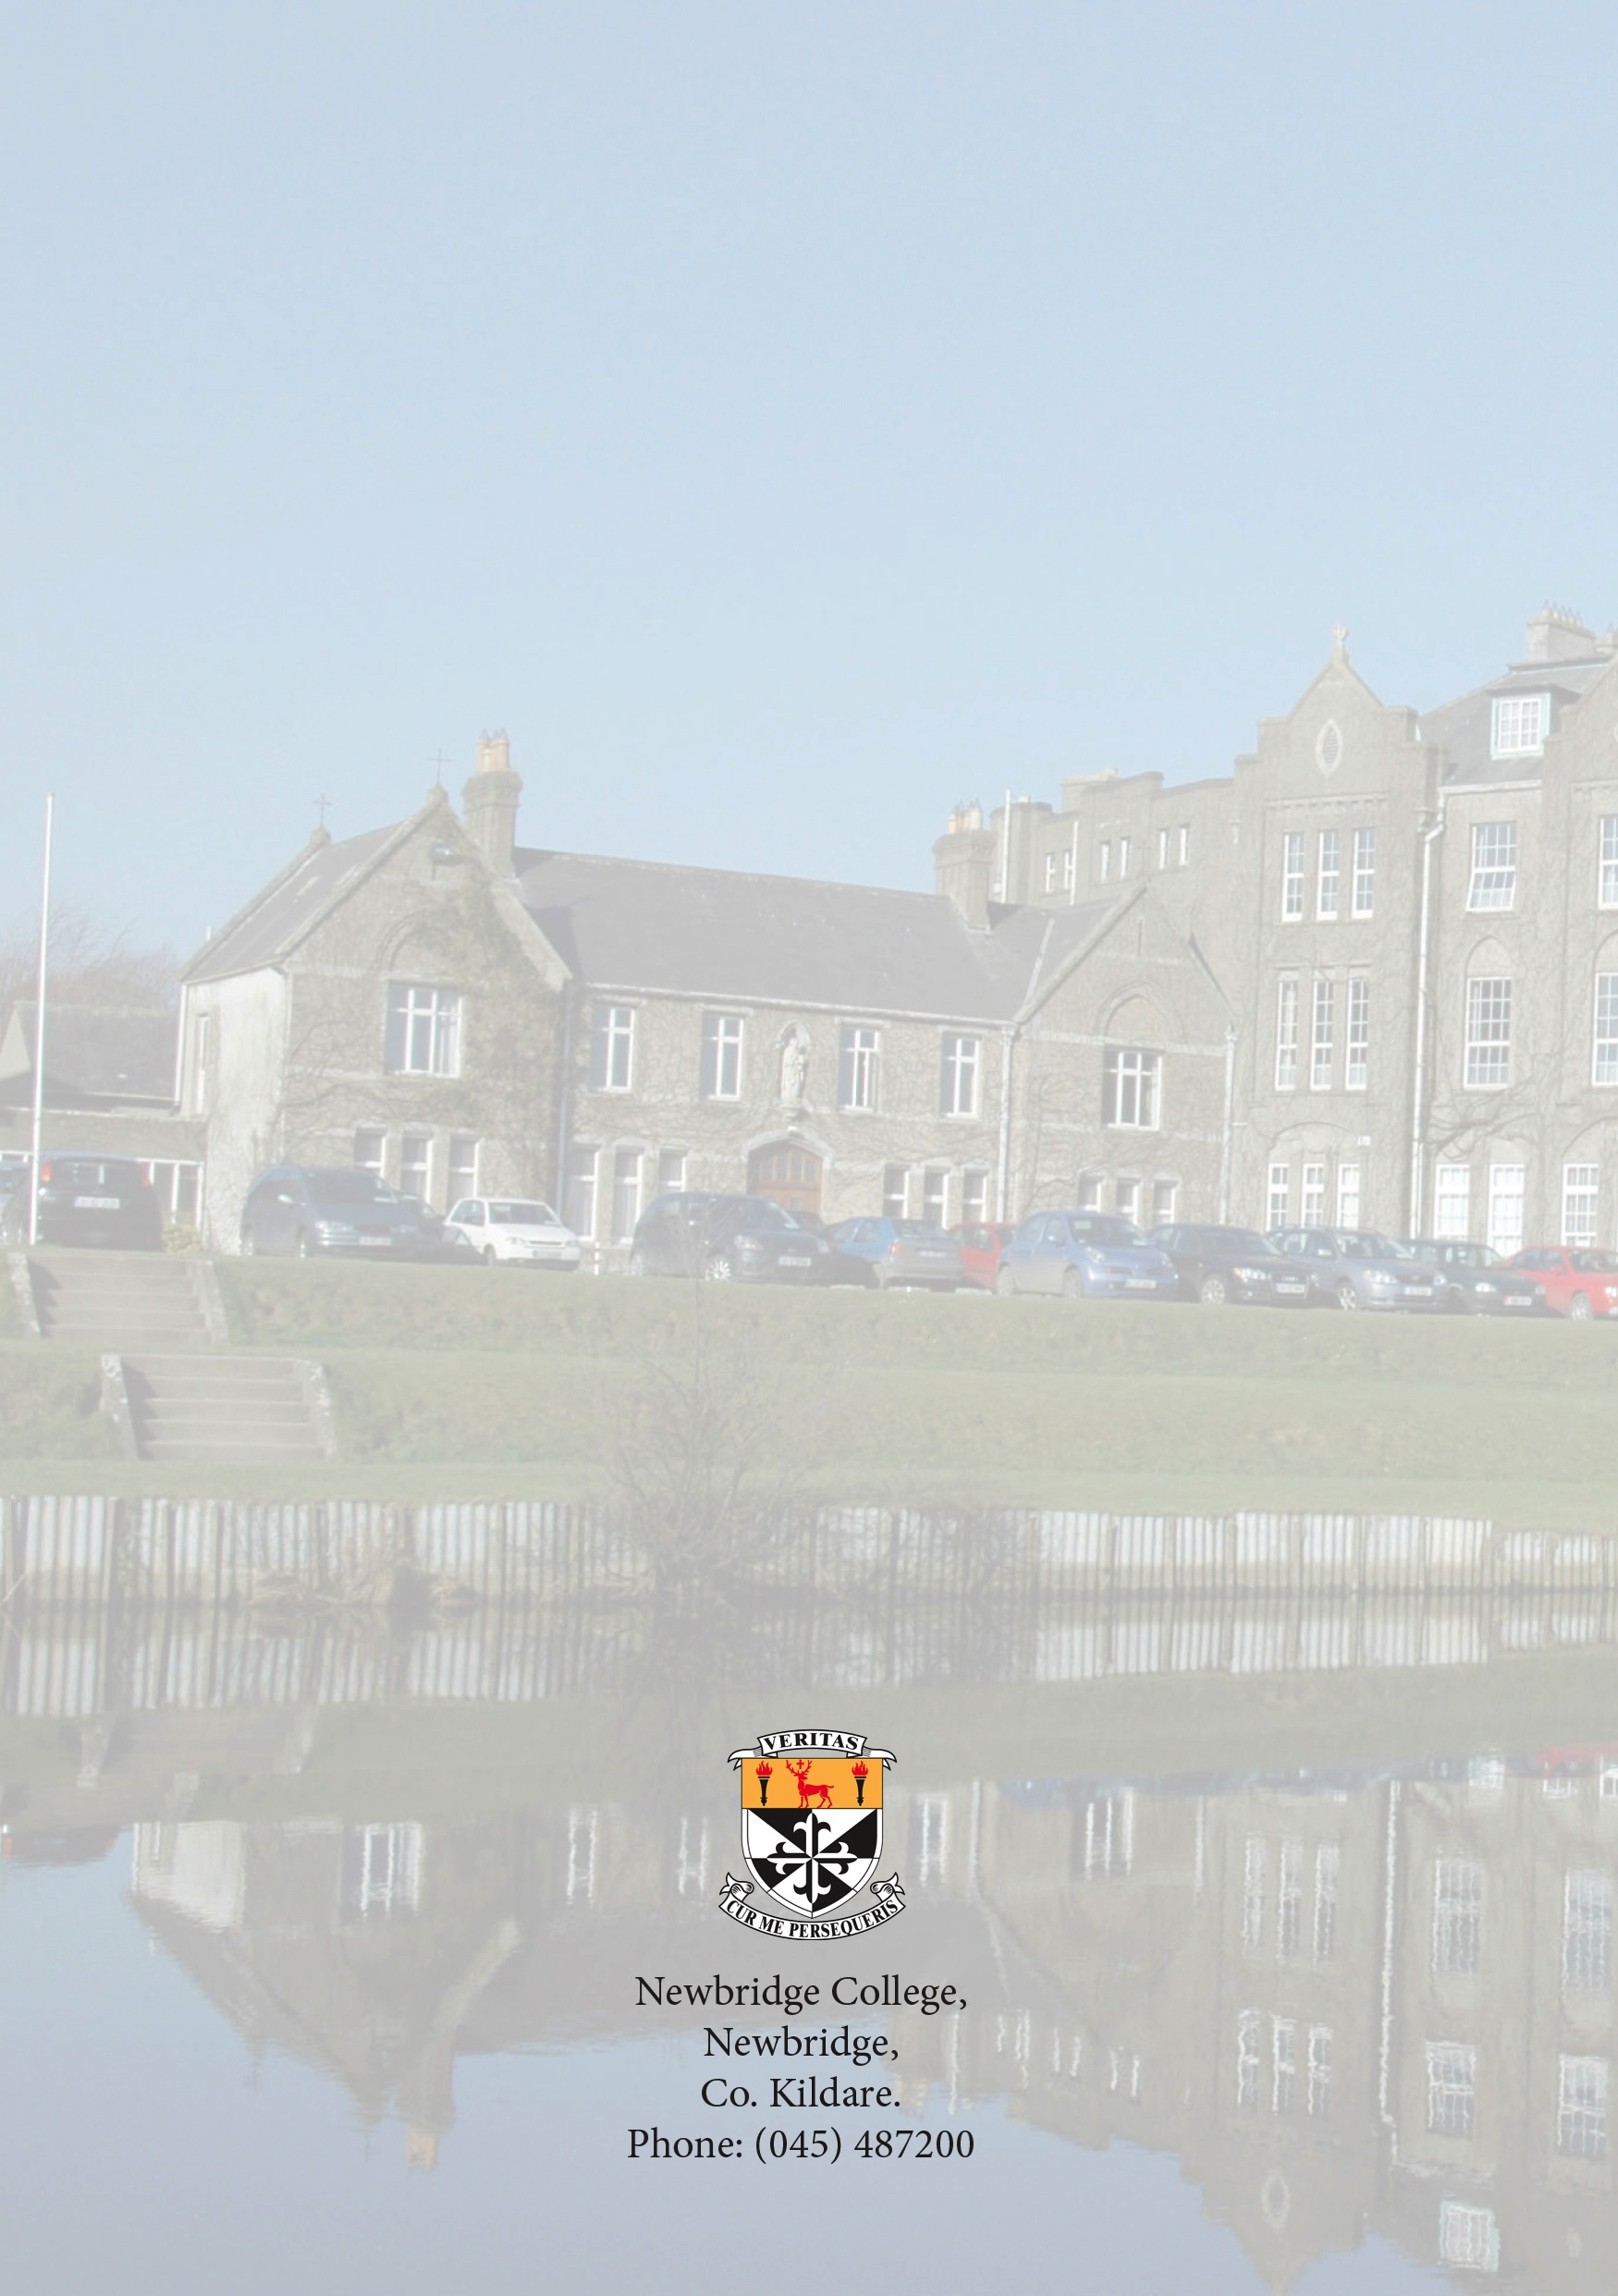 VERITAS
CUR ME PERSEQUERIS
Newbridge College,
Newbridge,
Co. Kildare.
Phone: (045) 487200